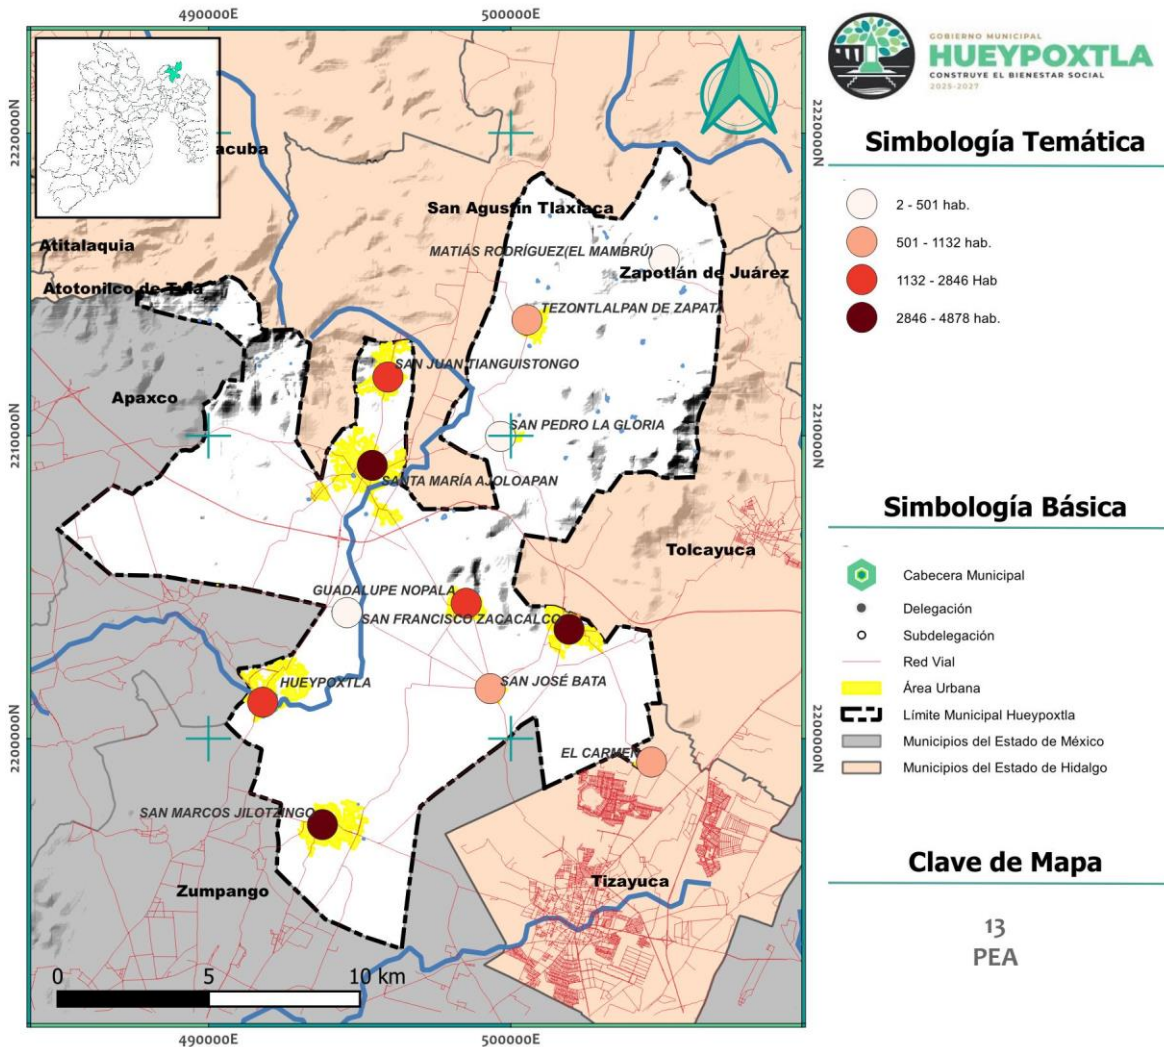 490000E
500000E
2220000N
2220000N
2210000N
2210000N
2200000N
2200000N
acuba
San Agustín Tlaxiaca
Atitalaquia
MATIÁS RODRÍGUEZ(EL MAMBRÚ)
Zapotlán de Juárez
Atotonilco de Tula
TEZONTLALPAN DE ZAPATA
SAN JUAN TIANGUISTONGO
Apaxco
SAN PEDRO LA GLORIA
SANTA MARÍA AJOLOAPAN
Tolcayuca
GUADALUPE NOPALA
SAN FRANCISCO ZACACALCO
HUEYPOXTLA
SAN JOSÉ BATA
EL CARMEN
SAN MARCOS JILOTZINGO
Zumpango
Tizayuca
0 5 10 km
490000E
500000E
GOBIERNO MUNICIPAL
HUEYPOXTLA
CONSTRUYE EL BIENESTAR SOCIAL
2025-2027
Simbología Temática
2 - 501 hab.
501 - 1132 hab.
1132 - 2846 Hab
2846 - 4878 hab.
Simbología Básica
Cabecera Municipal
Delegación
Subdelegación
Red Vial
Área Urbana
Límite Municipal Hueypoxtla
Municipios del Estado de México
Municipios del Estado de Hidalgo
Clave de Mapa
13
PEA